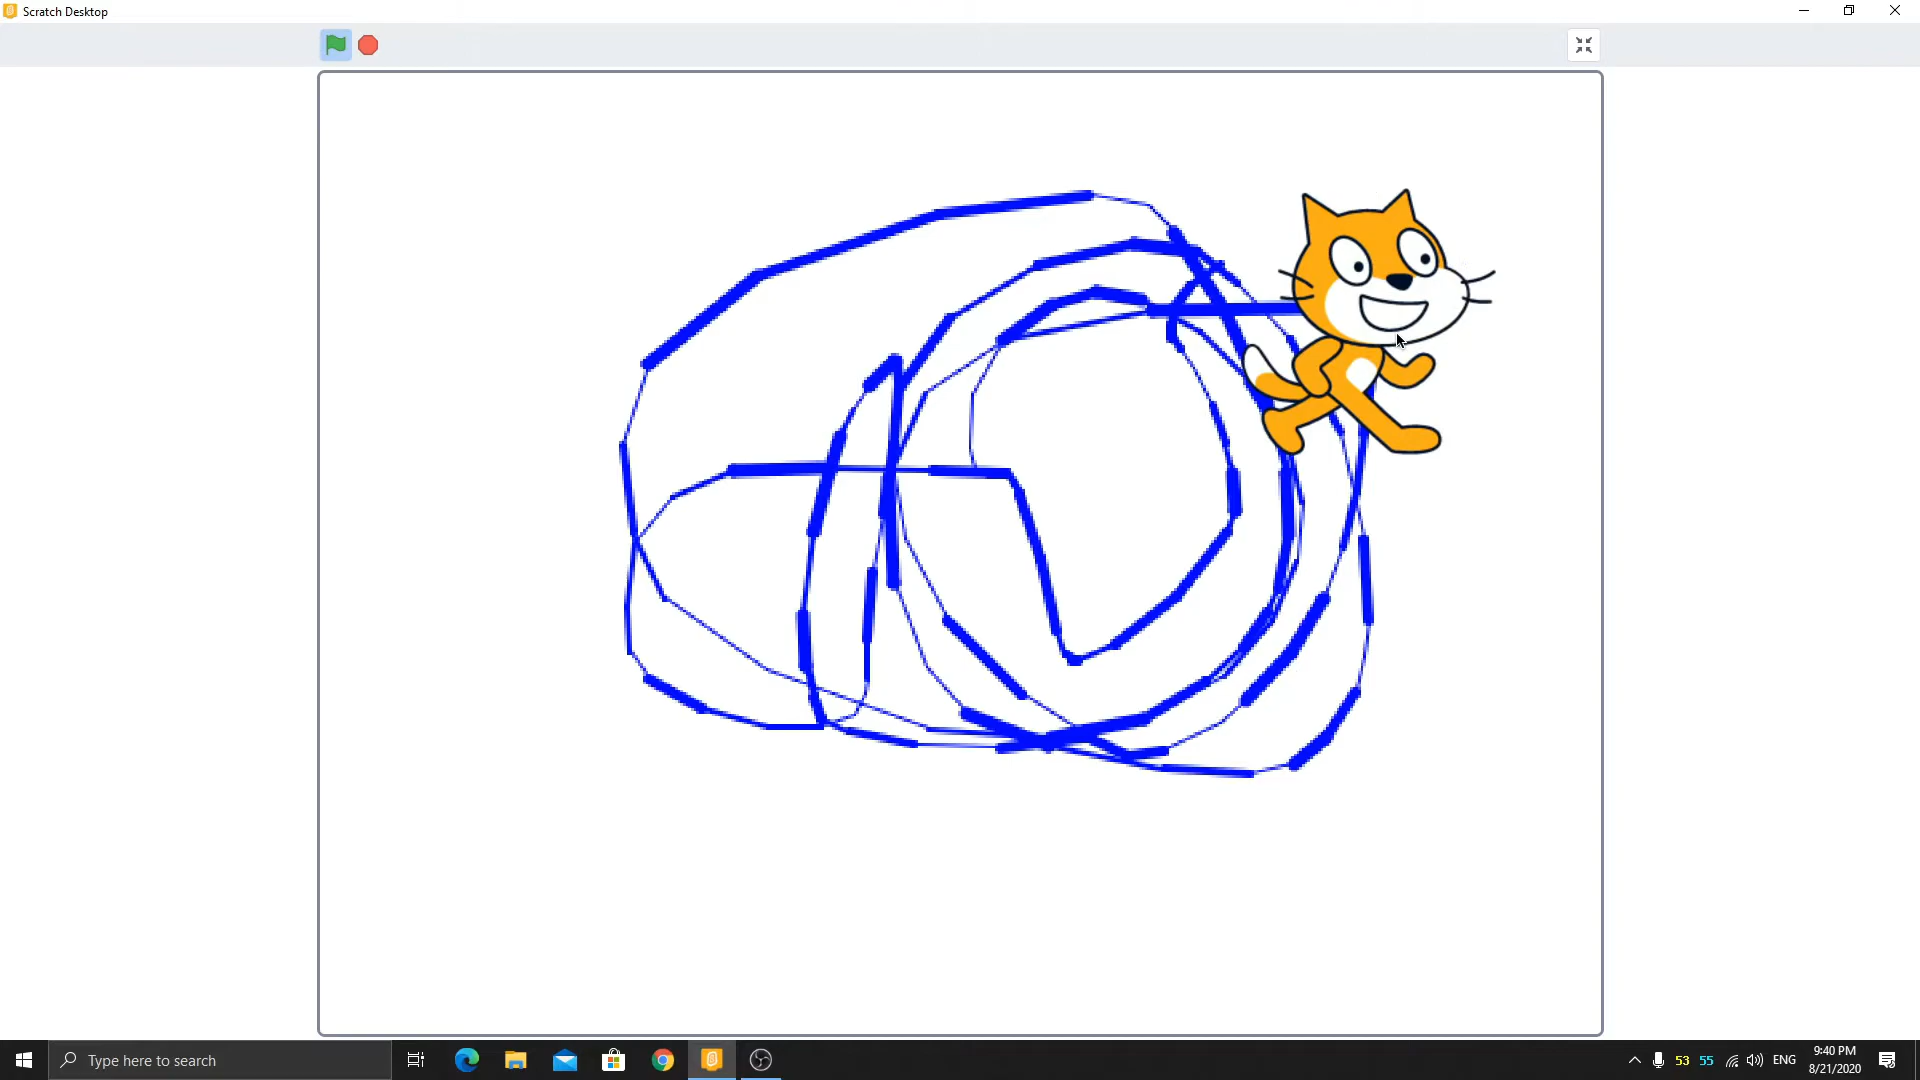 Scratch Desktop
Type here to search
53 55 ENG
9:40 PM
8/21/2020